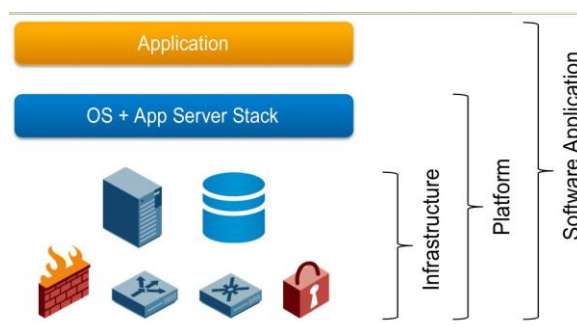 Application
OS + App Server Stack
Infrastructure
Platform
Software Application